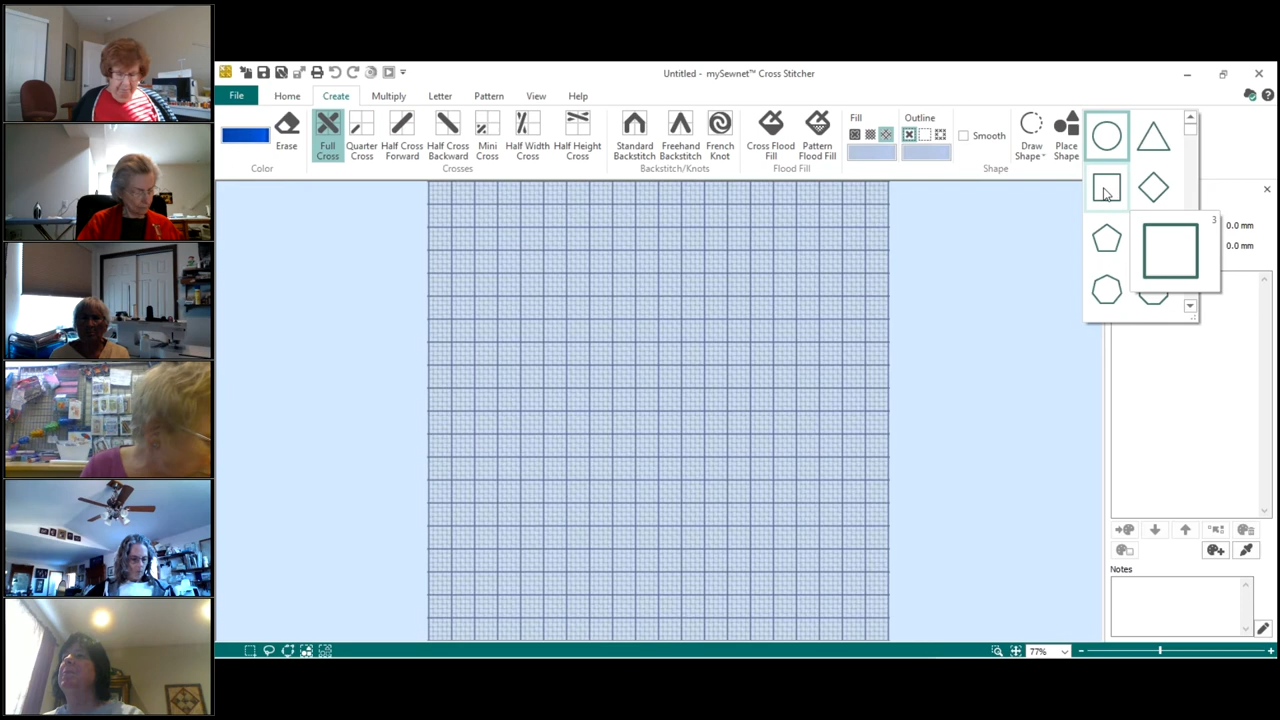 Untitled - mySewnet™ Cross Stitcher
File Home Create Multiply Letter Pattern View Help
Erase
Color
Full Cross
Quarter Cross
Half Cross Forward
Half Cross Backward
Mini Cross
Half Width Cross
Half Height Cross
Crosses
Standard Backstitch
Freehand Backstitch
French Knot
Backstitch/Knots
Cross Flood Fill
Pattern Flood Fill
Flood Fill
Fill
Outline
Smooth
Draw Shape
Place Shape
Shape
3
0.0 mm
0.0 mm
Notes
77%